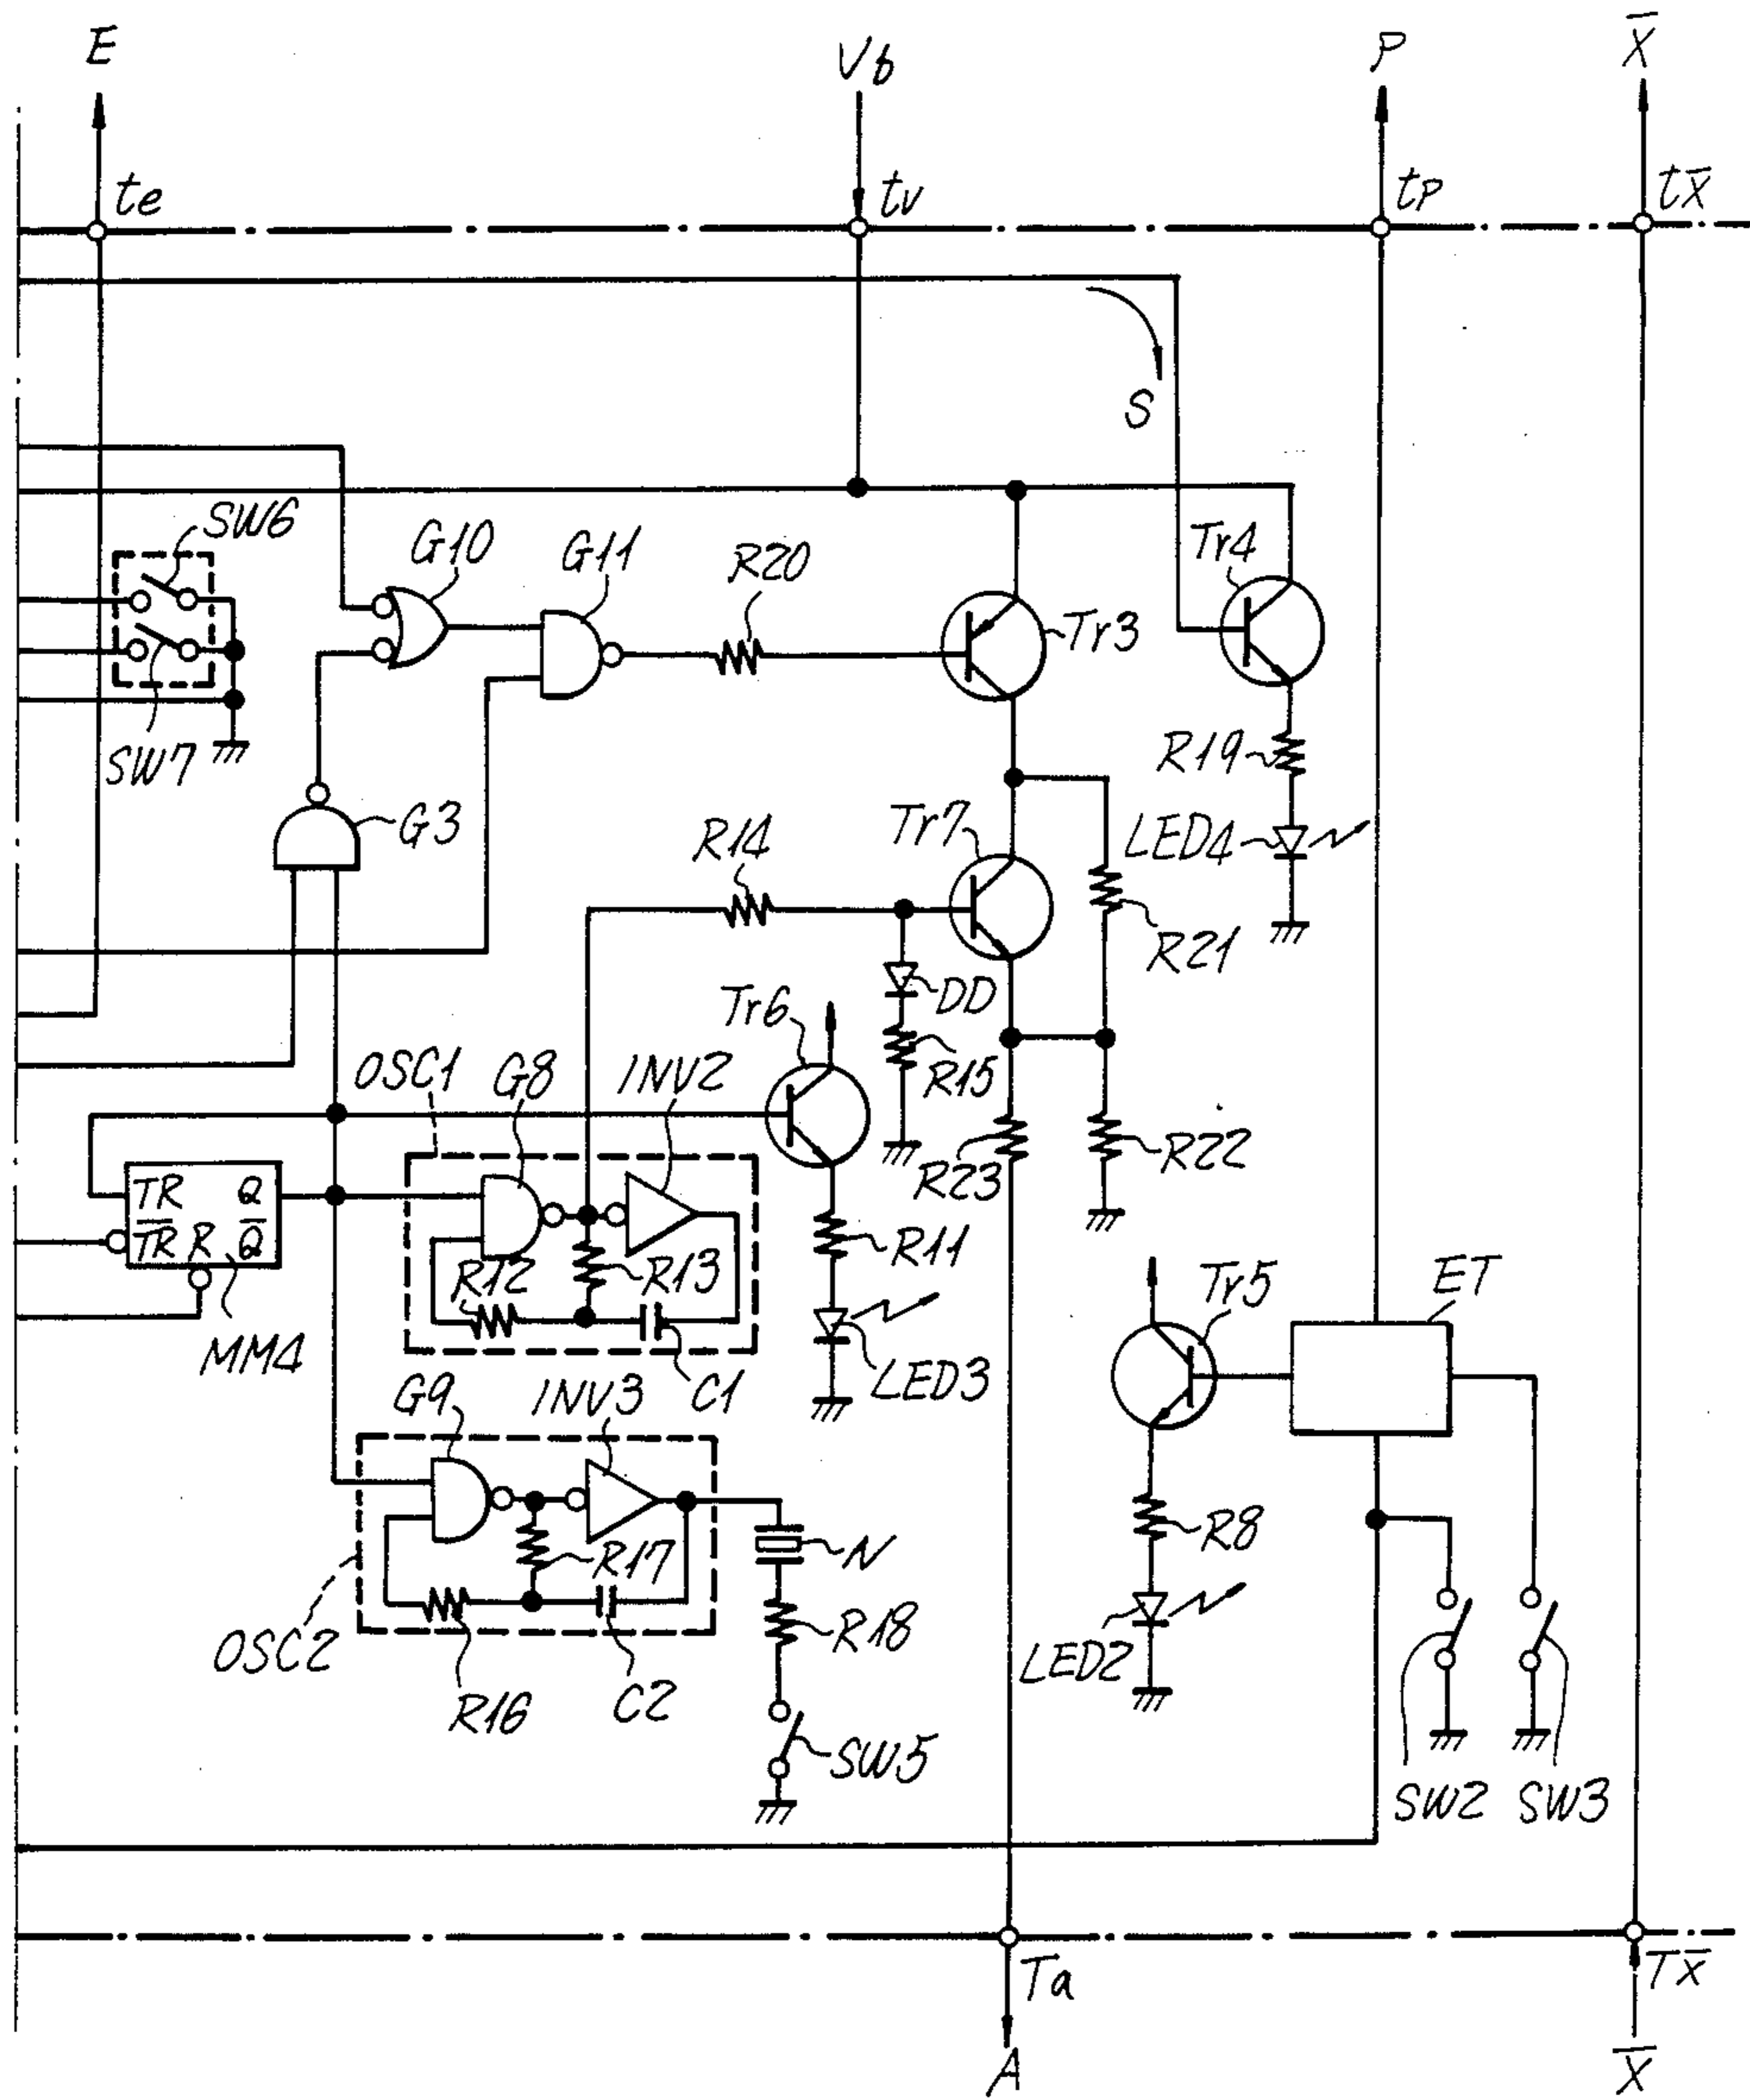 E
Vb
P
X̅
te
tv
tP
tX̅
S
SW6
G10
G11
R20
Tr4
Tr3
SW7
R19
G3
R14
Tr7
LED4
R21
DD
Tr6
OSC1
G8
INV2
R15
R23
R22
TR Q
T̅R̅ R Q̅
R12
R13
R11
Tr5
ET
MM4
C1
LED3
G9
INV3
R17
N
R8
OSC2
R18
LED2
R16
C2
SW5
SW2
SW3
Ta
TX̅
A
X̅